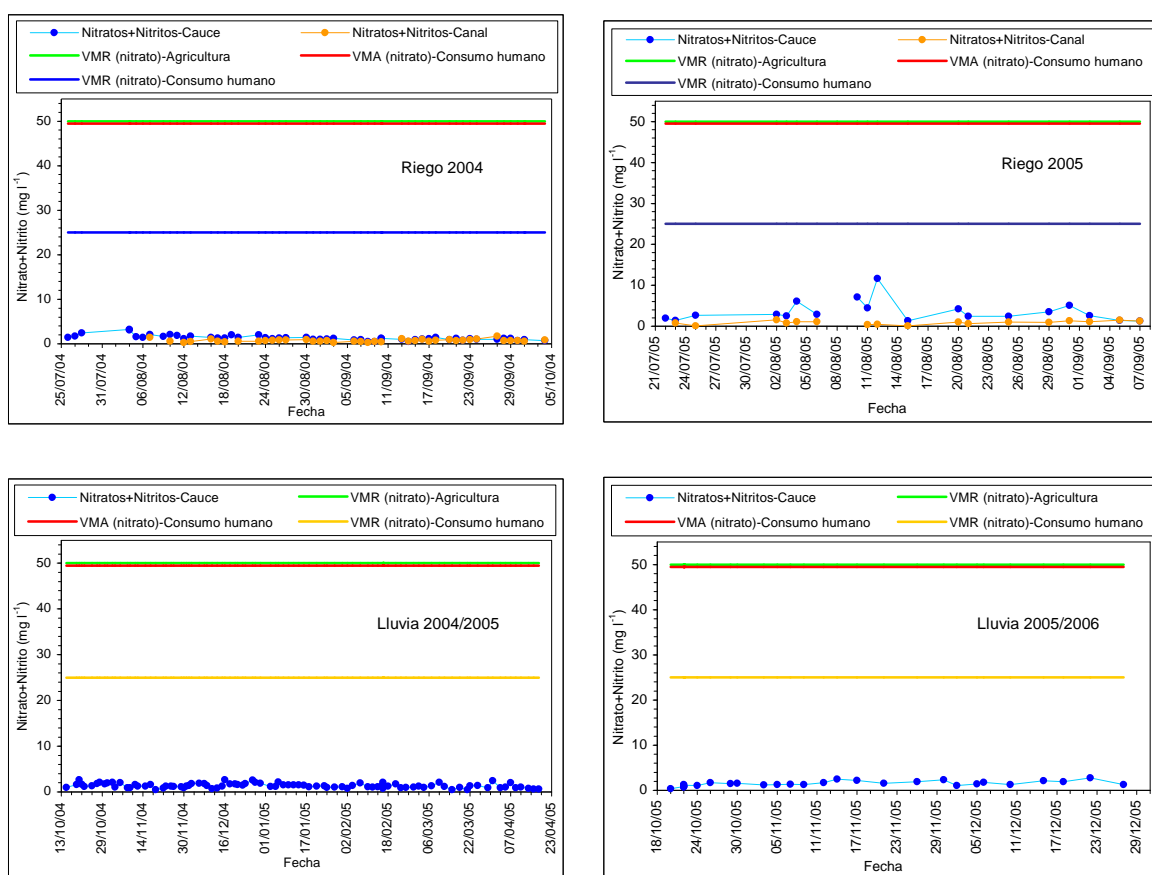 Nitratos+Nitritos-Cauce Nitratos+Nitritos-Canal
VMR (nitrato)-Agricultura VMA (nitrato)-Consumo humano
VMR (nitrato)-Consumo humano
Nitrato+Nitrito (mg l⁻¹)
50
40
30
20
10
0
Riego 2004
25/07/04 31/07/04 06/08/04 12/08/04 18/08/04 24/08/04 30/08/04 05/09/04 11/09/04 17/09/04 23/09/04 29/09/04 05/10/04
Fecha
Nitratos+Nitritos-Cauce Nitratos+Nitritos-Canal
VMR (nitrato)-Agricultura VMA (nitrato)-Consumo humano
VMR (nitrato)-Consumo humano
Nitrato+Nitrito (mg l⁻¹)
50
40
30
20
10
0
Riego 2005
21/07/05 24/07/05 27/07/05 30/07/05 02/08/05 05/08/05 08/08/05 11/08/05 14/08/05 17/08/05 20/08/05 23/08/05 26/08/05 29/08/05 01/09/05 04/09/05 07/09/05
Fecha
Nitratos+Nitritos-Cauce VMR (nitrato)-Agricultura
VMA (nitrato)-Consumo humano VMR (nitrato)-Consumo humano
Nitrato+Nitrito (mg l⁻¹)
50
40
30
20
10
0
Lluvia 2004/2005
13/10/04 29/10/04 14/11/04 30/11/04 16/12/04 01/01/05 17/01/05 02/02/05 18/02/05 06/03/05 22/03/05 07/04/05 23/04/05
Fecha
Nitratos+Nitritos-Cauce VMR (nitrato)-Agricultura
VMA (nitrato)-Consumo humano VMR (nitrato)-Consumo humano
Nitrato+Nitrito (mg l⁻¹)
50
40
30
20
10
0
Lluvia 2005/2006
18/10/05 24/10/05 30/10/05 05/11/05 11/11/05 17/11/05 23/11/05 29/11/05 05/12/05 11/12/05 17/12/05 23/12/05 29/12/05
Fecha